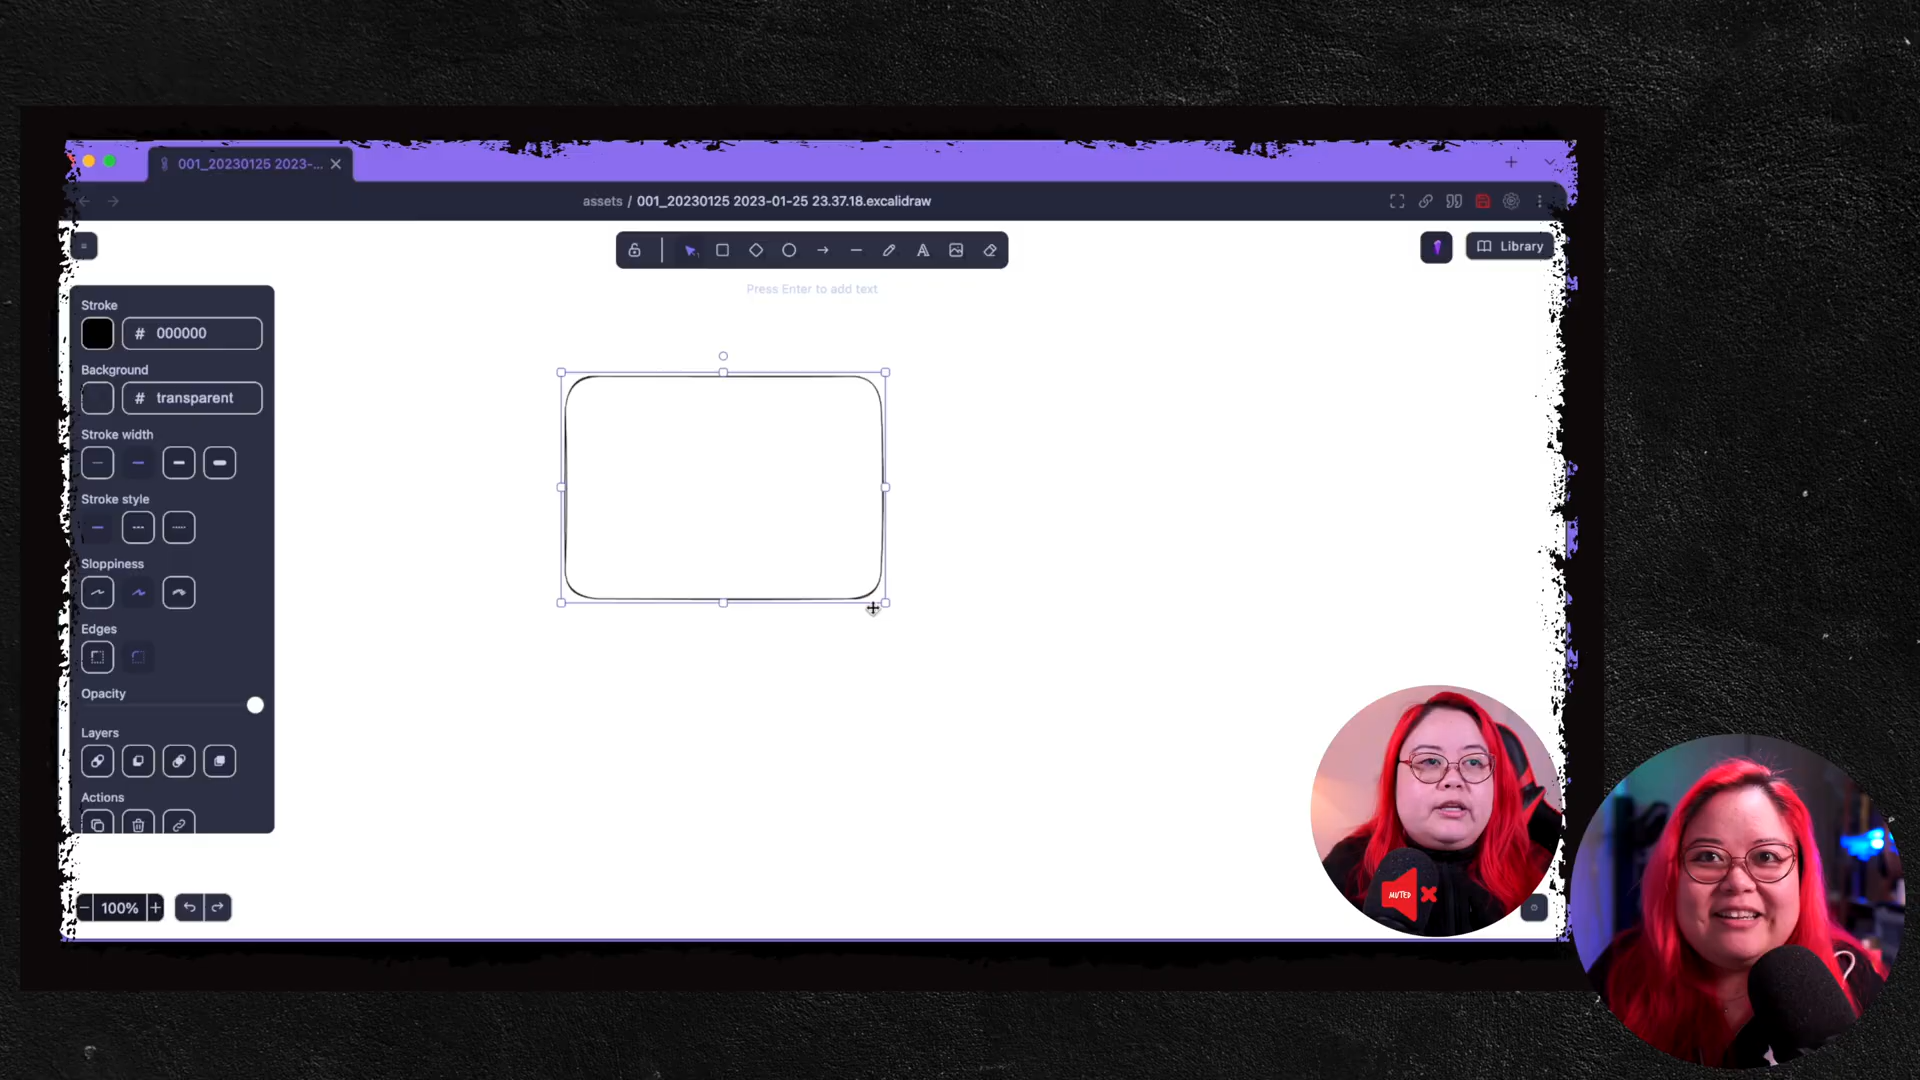 001_20230125 2023-...
assets / 001_20230125 2023-01-25 23.37.18.excalidraw
Library
Press Enter to add text
Stroke
# 000000
Background
# transparent
Stroke width
Stroke style
Sloppiness
Edges
Opacity
Layers
Actions
100%
MUTED